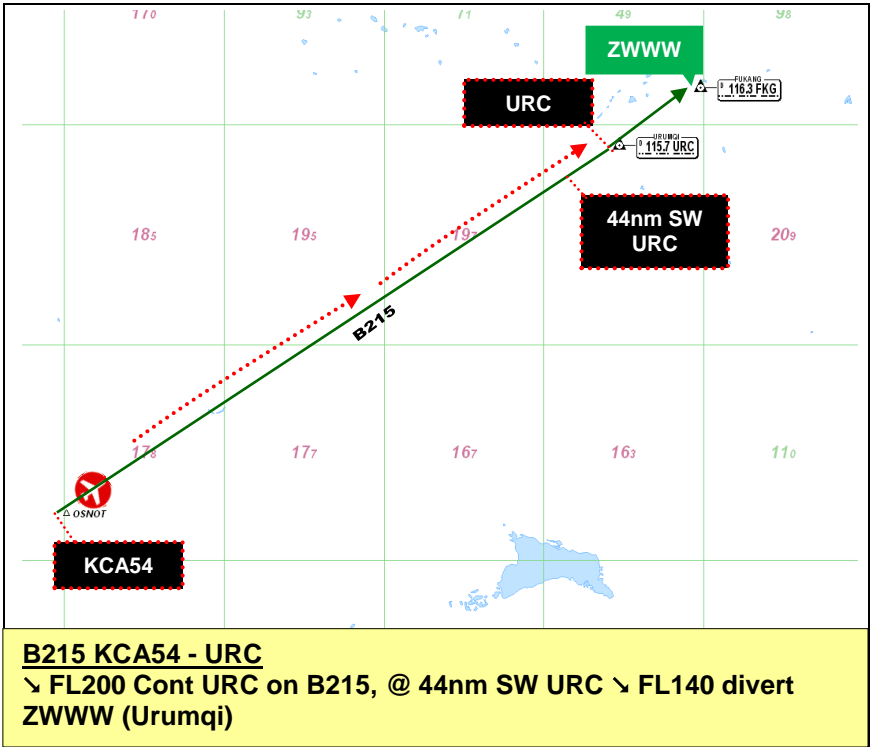 170 93 71 49 98
ZWWW
FUKANG
D 116.3 FKG
URC
URUMQI
D 115.7 URC
44nm SW
URC
185 195 197 209
B215
178 177 167 163 110
OSNOT
KCA54
B215 KCA54 - URC
↘ FL200 Cont URC on B215, @ 44nm SW URC ↘ FL140 divert
ZWWW (Urumqi)